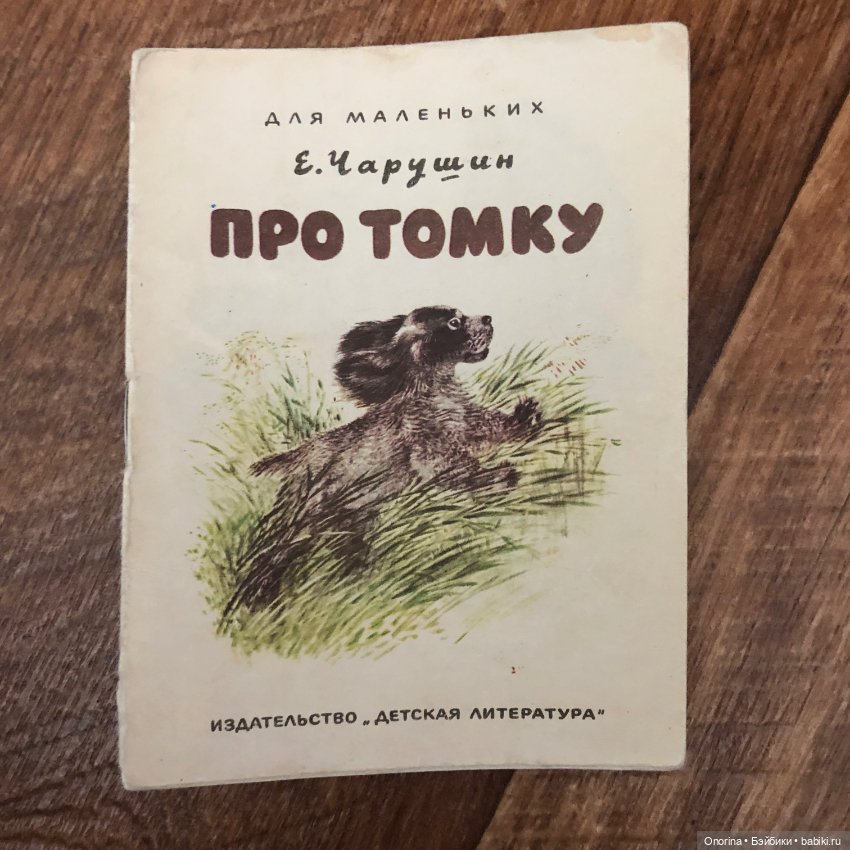 ДЛЯ МАЛЕНЬКИХ
Е. Чарушин
ПРО ТОМКУ
ИЗДАТЕЛЬСТВО „ДЕТСКАЯ ЛИТЕРАТУРА"
Onorina • Бэйбики • babiki.ru